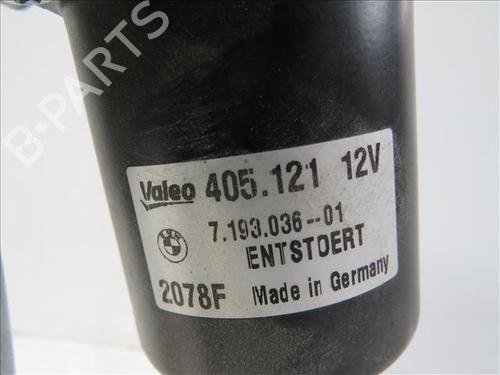 B-PARTS
Valeo 405.121 12V
7.193.036--01
ENTSTOERT
2078F Made in Germany